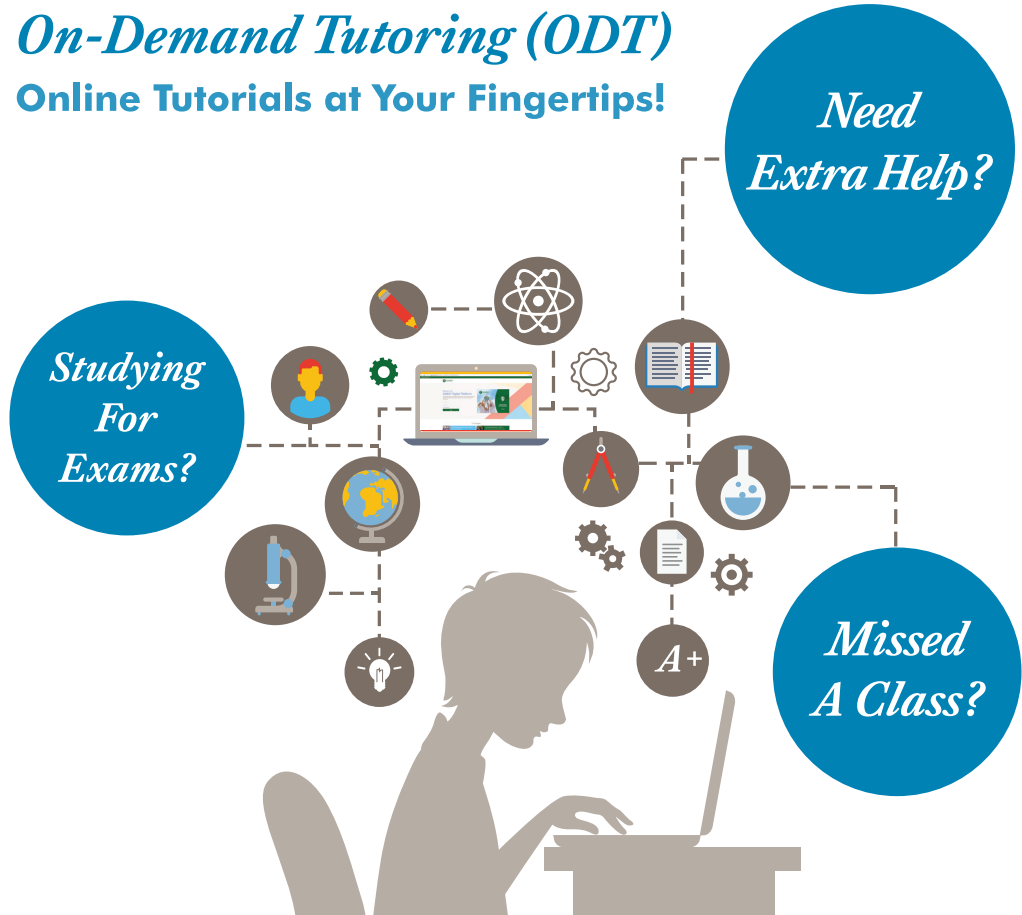 On-Demand Tutoring (ODT)
Online Tutorials at Your Fingertips!
Need
Extra Help?
Studying
For
Exams?
Missed
A Class?
A+